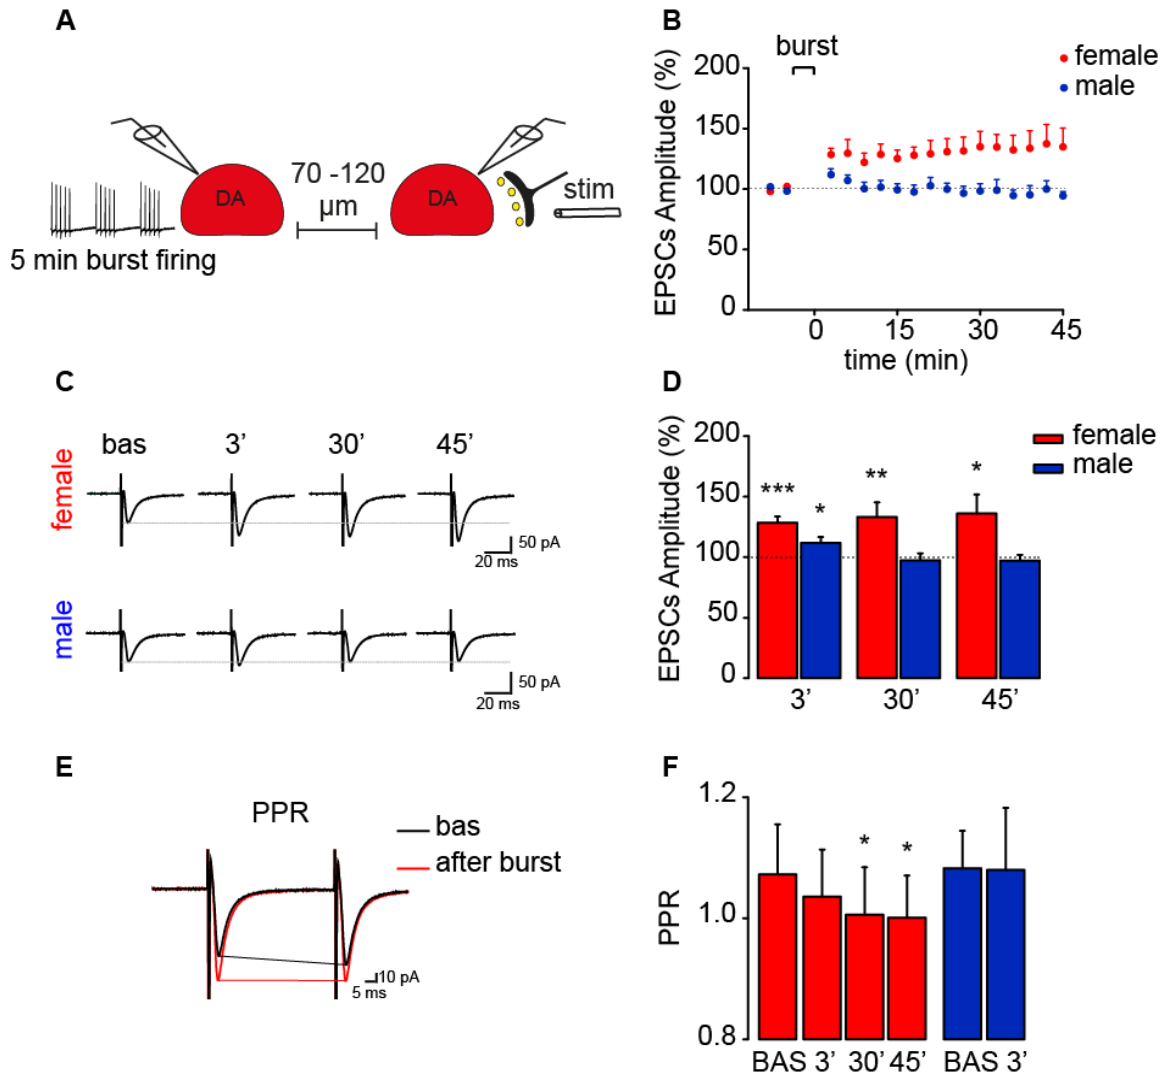 A
DA
70 -120
µm
DA
stim
5 min burst firing
B
burst
female
male
EPSCs Amplitude (%)
200
150
100
50
0
0
15
30
45
time (min)
C
bas
3’
30’
45’
female
50 pA
20 ms
male
50 pA
20 ms
D
female
male
EPSCs Amplitude (%)
200
150
100
50
0
***
*
**
*
3’
30’
45’
E
PPR
bas
after burst
10 pA
5 ms
F
PPR
1.2
1.0
0.8
*
*
BAS 3’ 30’ 45’ BAS 3’